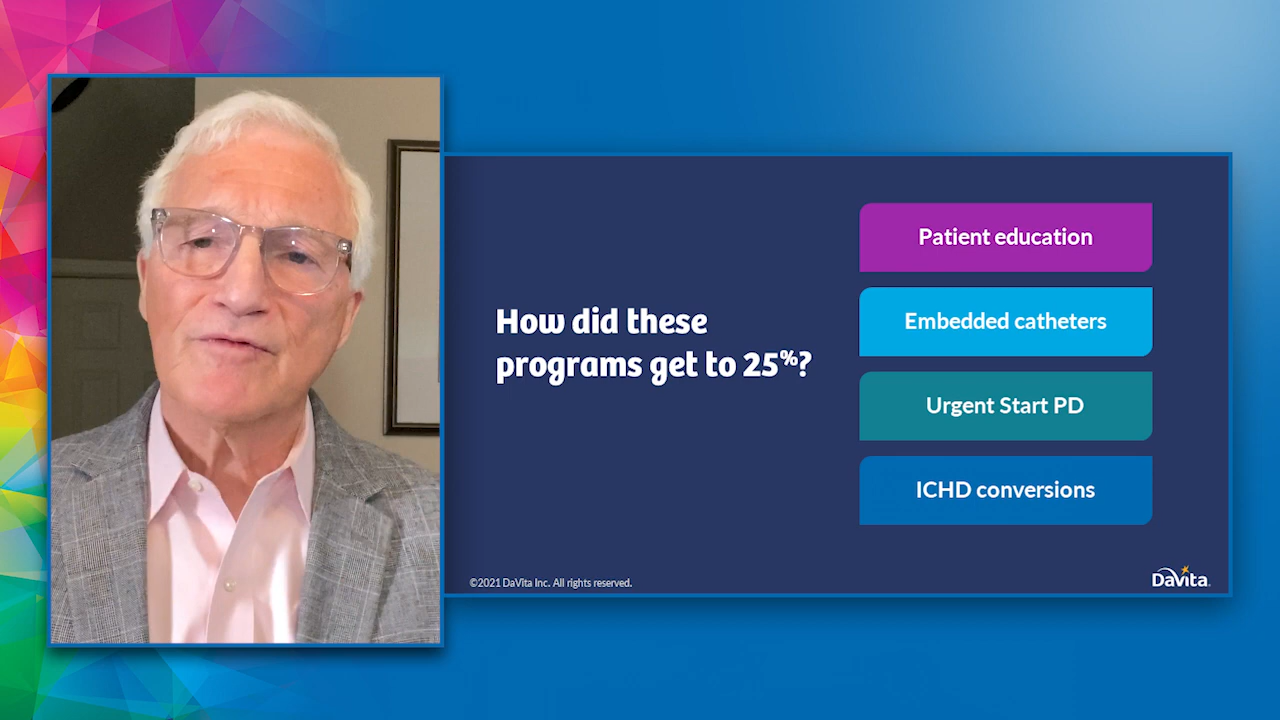 How did these
programs get to 25%?
Patient education
Embedded catheters
Urgent Start PD
ICHD conversions
©2021 DaVita Inc. All rights reserved.
DaVita